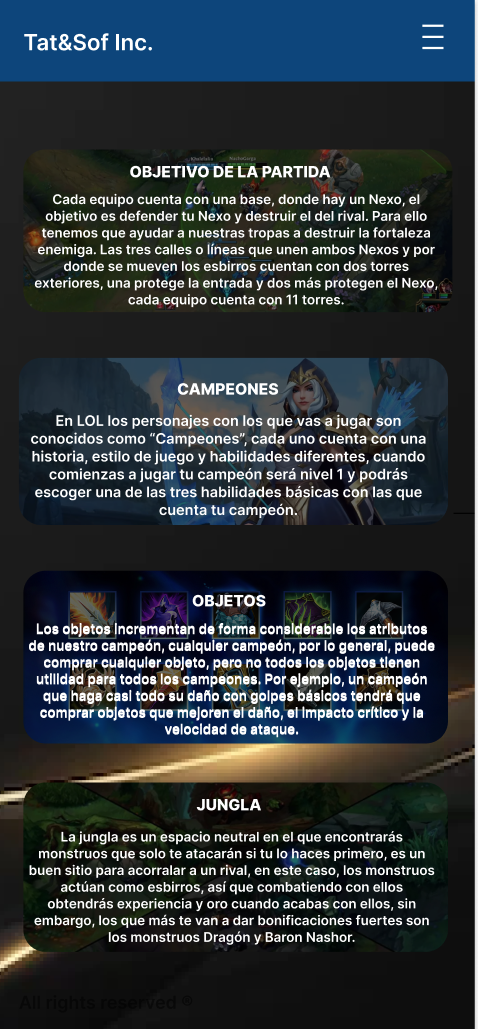 Tat&Sof Inc.
OBJETIVO DE LA PARTIDA
Cada equipo cuenta con una base, donde hay un Nexo, el
objetivo es defender tu Nexo y destruir el del rival. Para ello
tenemos que ayudar a nuestras tropas a destruir la fortaleza
enemiga. Las tres calles o líneas que unen ambos Nexos y por
donde se mueven los esbirros cuentan con dos torres
exteriores, una protege la entrada y dos más protegen el Nexo,
cada equipo cuenta con 11 torres.
CAMPEONES
En LOL los personajes con los que vas a jugar son
conocidos como “Campeones”, cada uno cuenta con una
historia, estilo de juego y habilidades diferentes, cuando
comienzas a jugar tu campeón será nivel 1 y podrás
escoger una de las tres habilidades básicas con las que
cuenta tu campeón.
OBJETOS
Los objetos incrementan de forma considerable los atributos
de nuestro campeón, cualquier campeón, por lo general, puede
comprar cualquier objeto, pero no todos los objetos tienen
utilidad para todos los campeones. Por ejemplo, un campeón
que haga casi todo su daño con golpes básicos tendrá que
comprar objetos que mejoren el daño, el impacto crítico y la
velocidad de ataque.
JUNGLA
La jungla es un espacio neutral en el que encontrarás
monstruos que solo te atacarán si tu lo haces primero, es un
buen sitio para acorralar a un rival, en este caso, los monstruos
actúan como esbirros, así que combatiendo con ellos
obtendrás experiencia y oro cuando acabas con ellos, sin
embargo, los que más te van a dar bonificaciones fuertes son
los monstruos Dragón y Baron Nashor.
All rights reserved ®